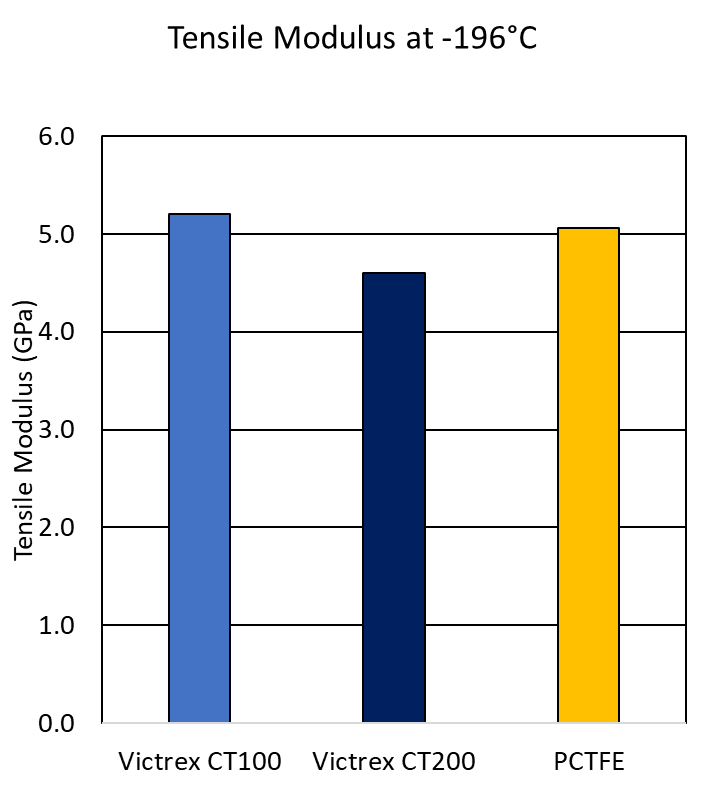 Tensile Modulus at -196°C
6.0
5.0
4.0
3.0
2.0
1.0
0.0
Tensile Modulus (GPa)
Victrex CT100
Victrex CT200
PCTFE